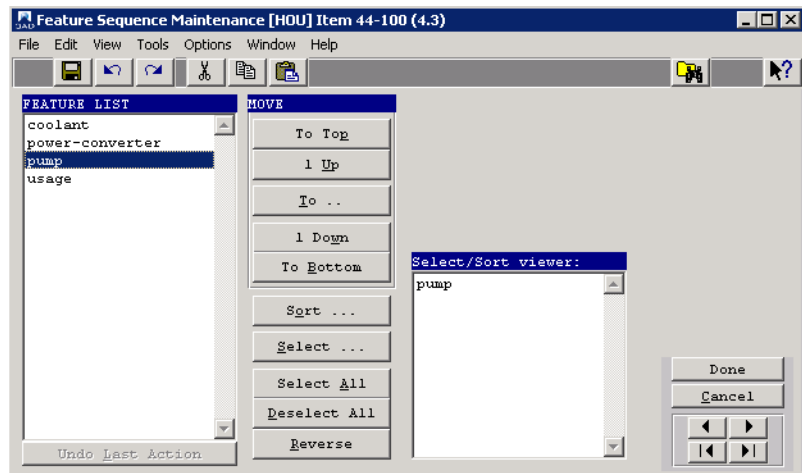 Feature Sequence Maintenance [HOU] Item 44-100 (4.3)
File Edit View Tools Options Window Help
FEATURE LIST
coolant
power-converter
pump
usage
Undo Last Action
MOVE
To Top
1 Up
To ..
1 Down
To Bottom
Sort ...
Select ...
Select All
Deselect All
Reverse
Select/Sort viewer:
pump
Done
Cancel